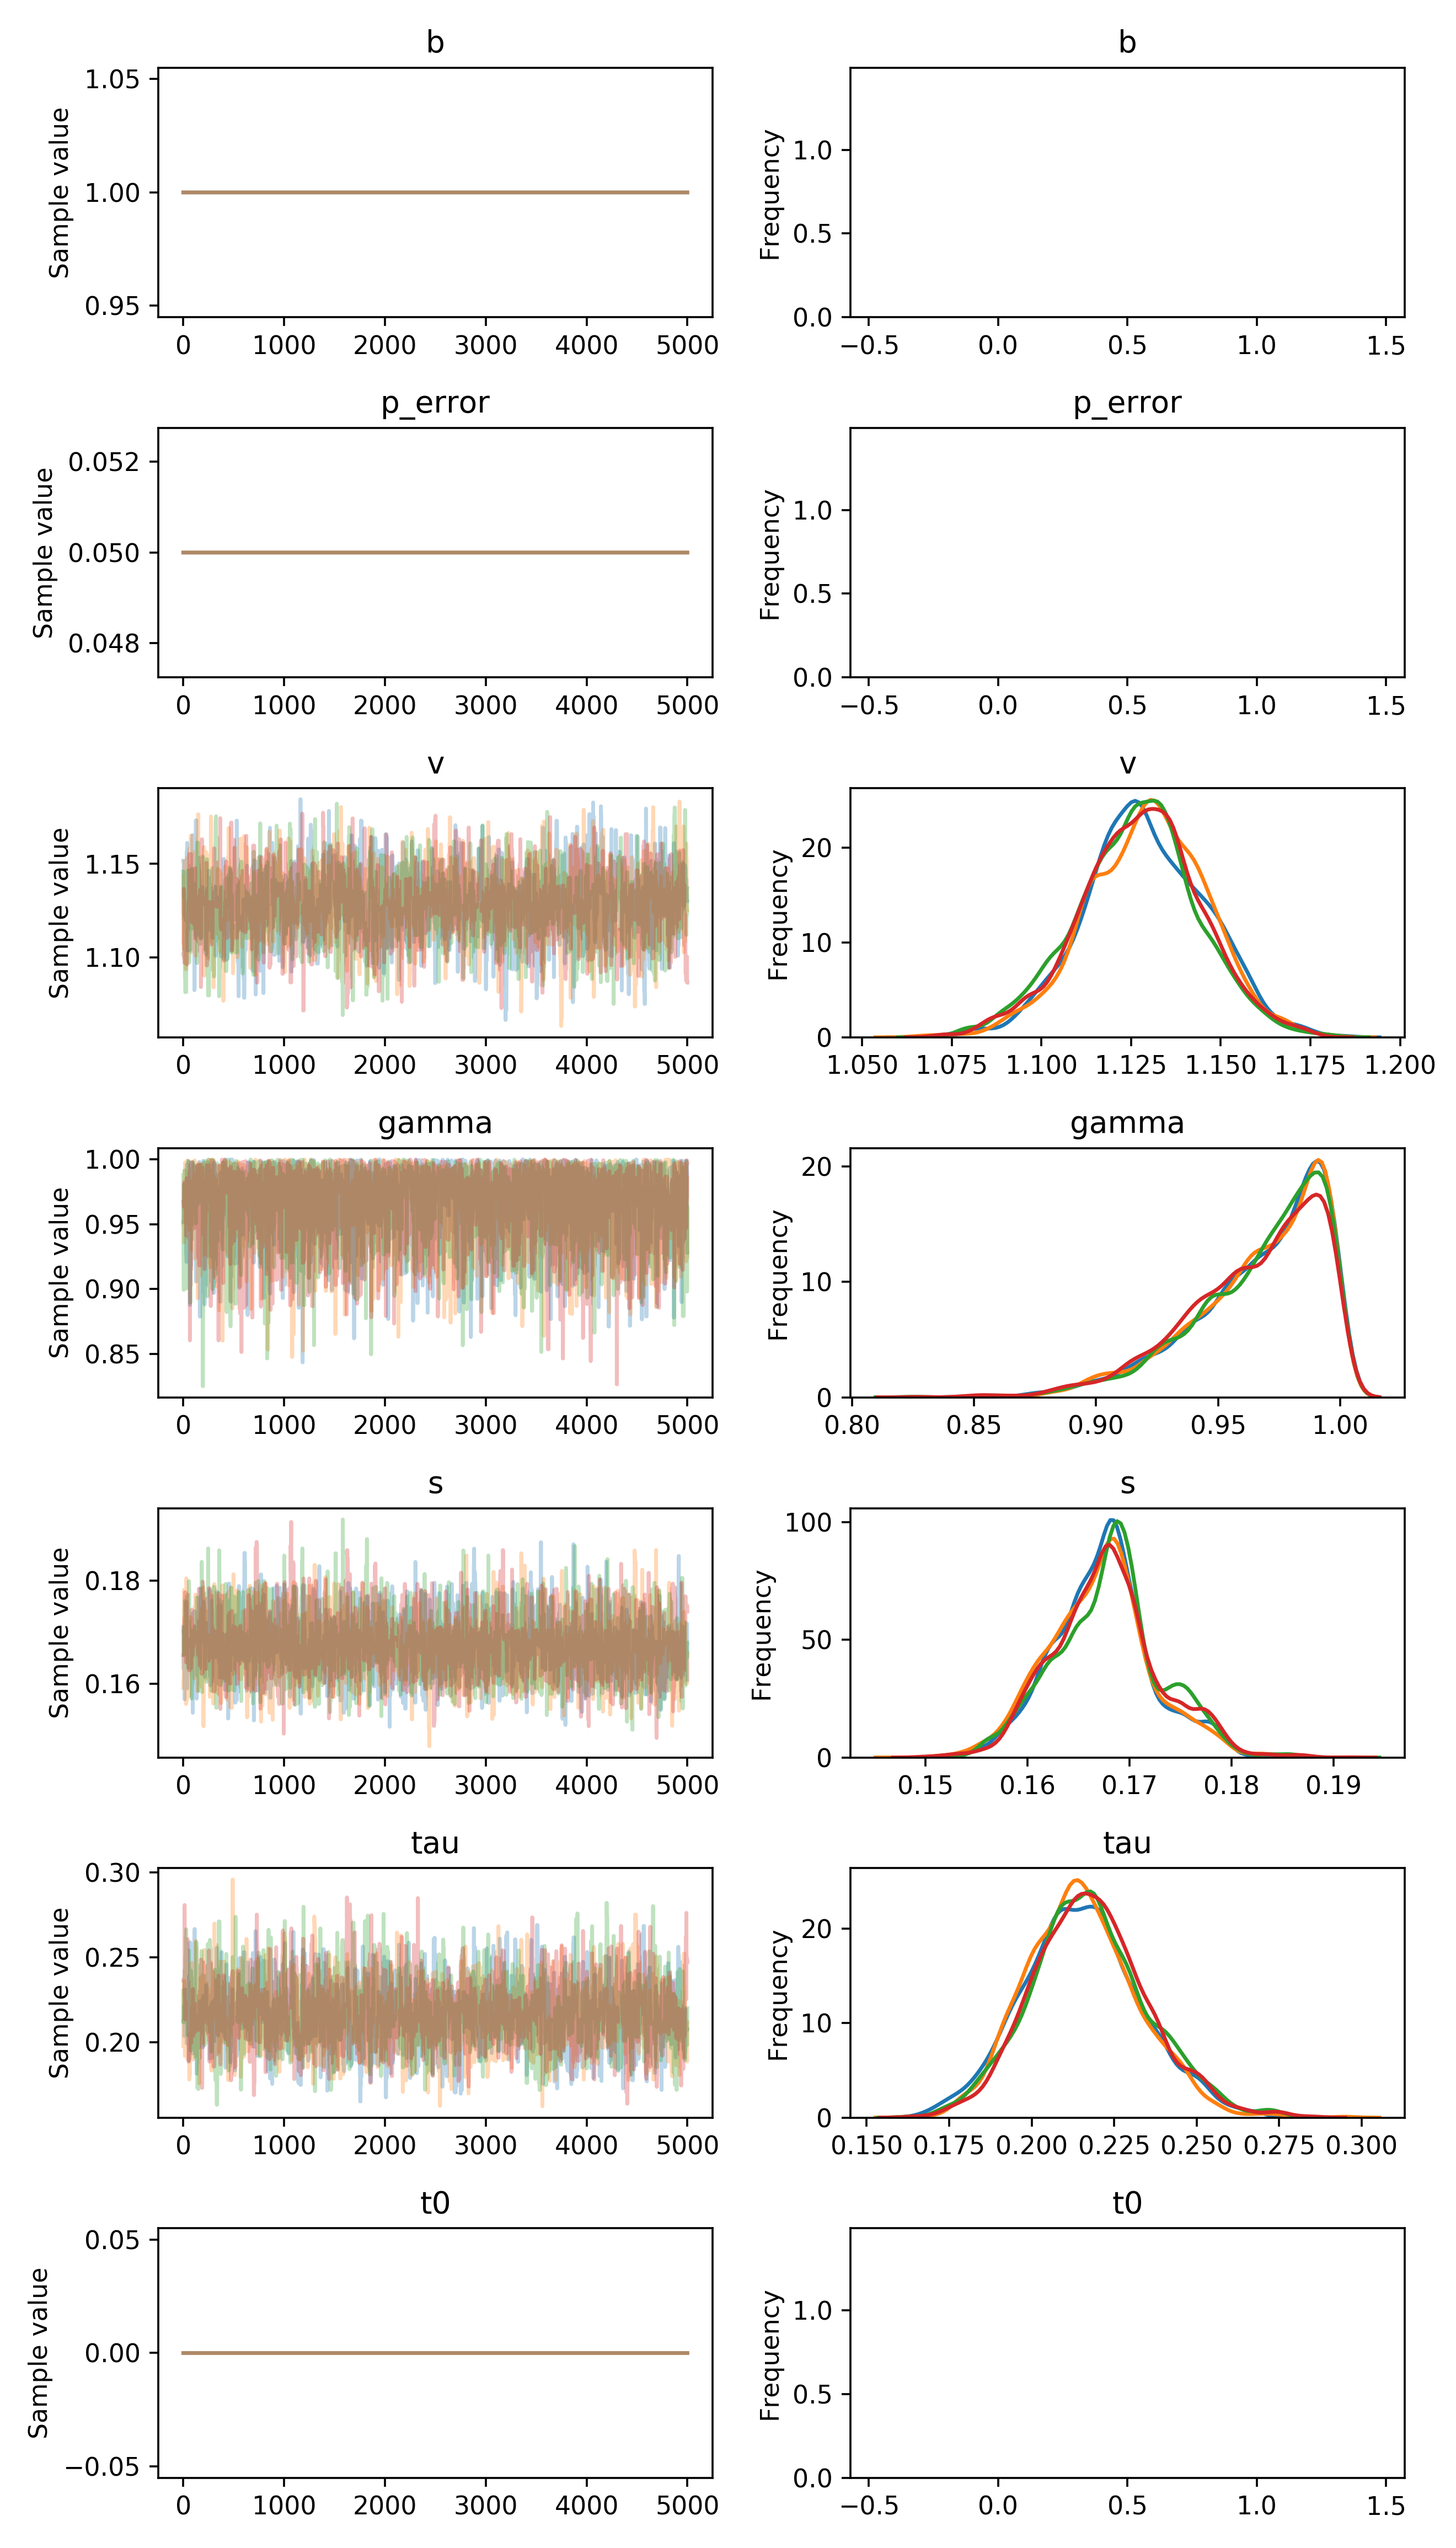 b
b
Sample value
1.05
1.00
0.95
0 1000 2000 3000 4000 5000
Frequency
1.0
0.5
0.0
−0.5 0.0 0.5 1.0 1.5
p_error
p_error
Sample value
0.052
0.050
0.048
0 1000 2000 3000 4000 5000
Frequency
1.0
0.5
0.0
−0.5 0.0 0.5 1.0 1.5
v
v
Sample value
1.15
1.10
0 1000 2000 3000 4000 5000
Frequency
20
10
0
1.050 1.075 1.100 1.125 1.150 1.175 1.200
gamma
gamma
Sample value
1.00
0.95
0.90
0.85
0 1000 2000 3000 4000 5000
Frequency
20
10
0
0.80 0.85 0.90 0.95 1.00
s
s
Sample value
0.18
0.16
0 1000 2000 3000 4000 5000
Frequency
100
50
0
0.15 0.16 0.17 0.18 0.19
tau
tau
Sample value
0.30
0.25
0.20
0 1000 2000 3000 4000 5000
Frequency
20
10
0
0.150 0.175 0.200 0.225 0.250 0.275 0.300
t0
t0
Sample value
0.05
0.00
−0.05
0 1000 2000 3000 4000 5000
Frequency
1.0
0.5
0.0
−0.5 0.0 0.5 1.0 1.5